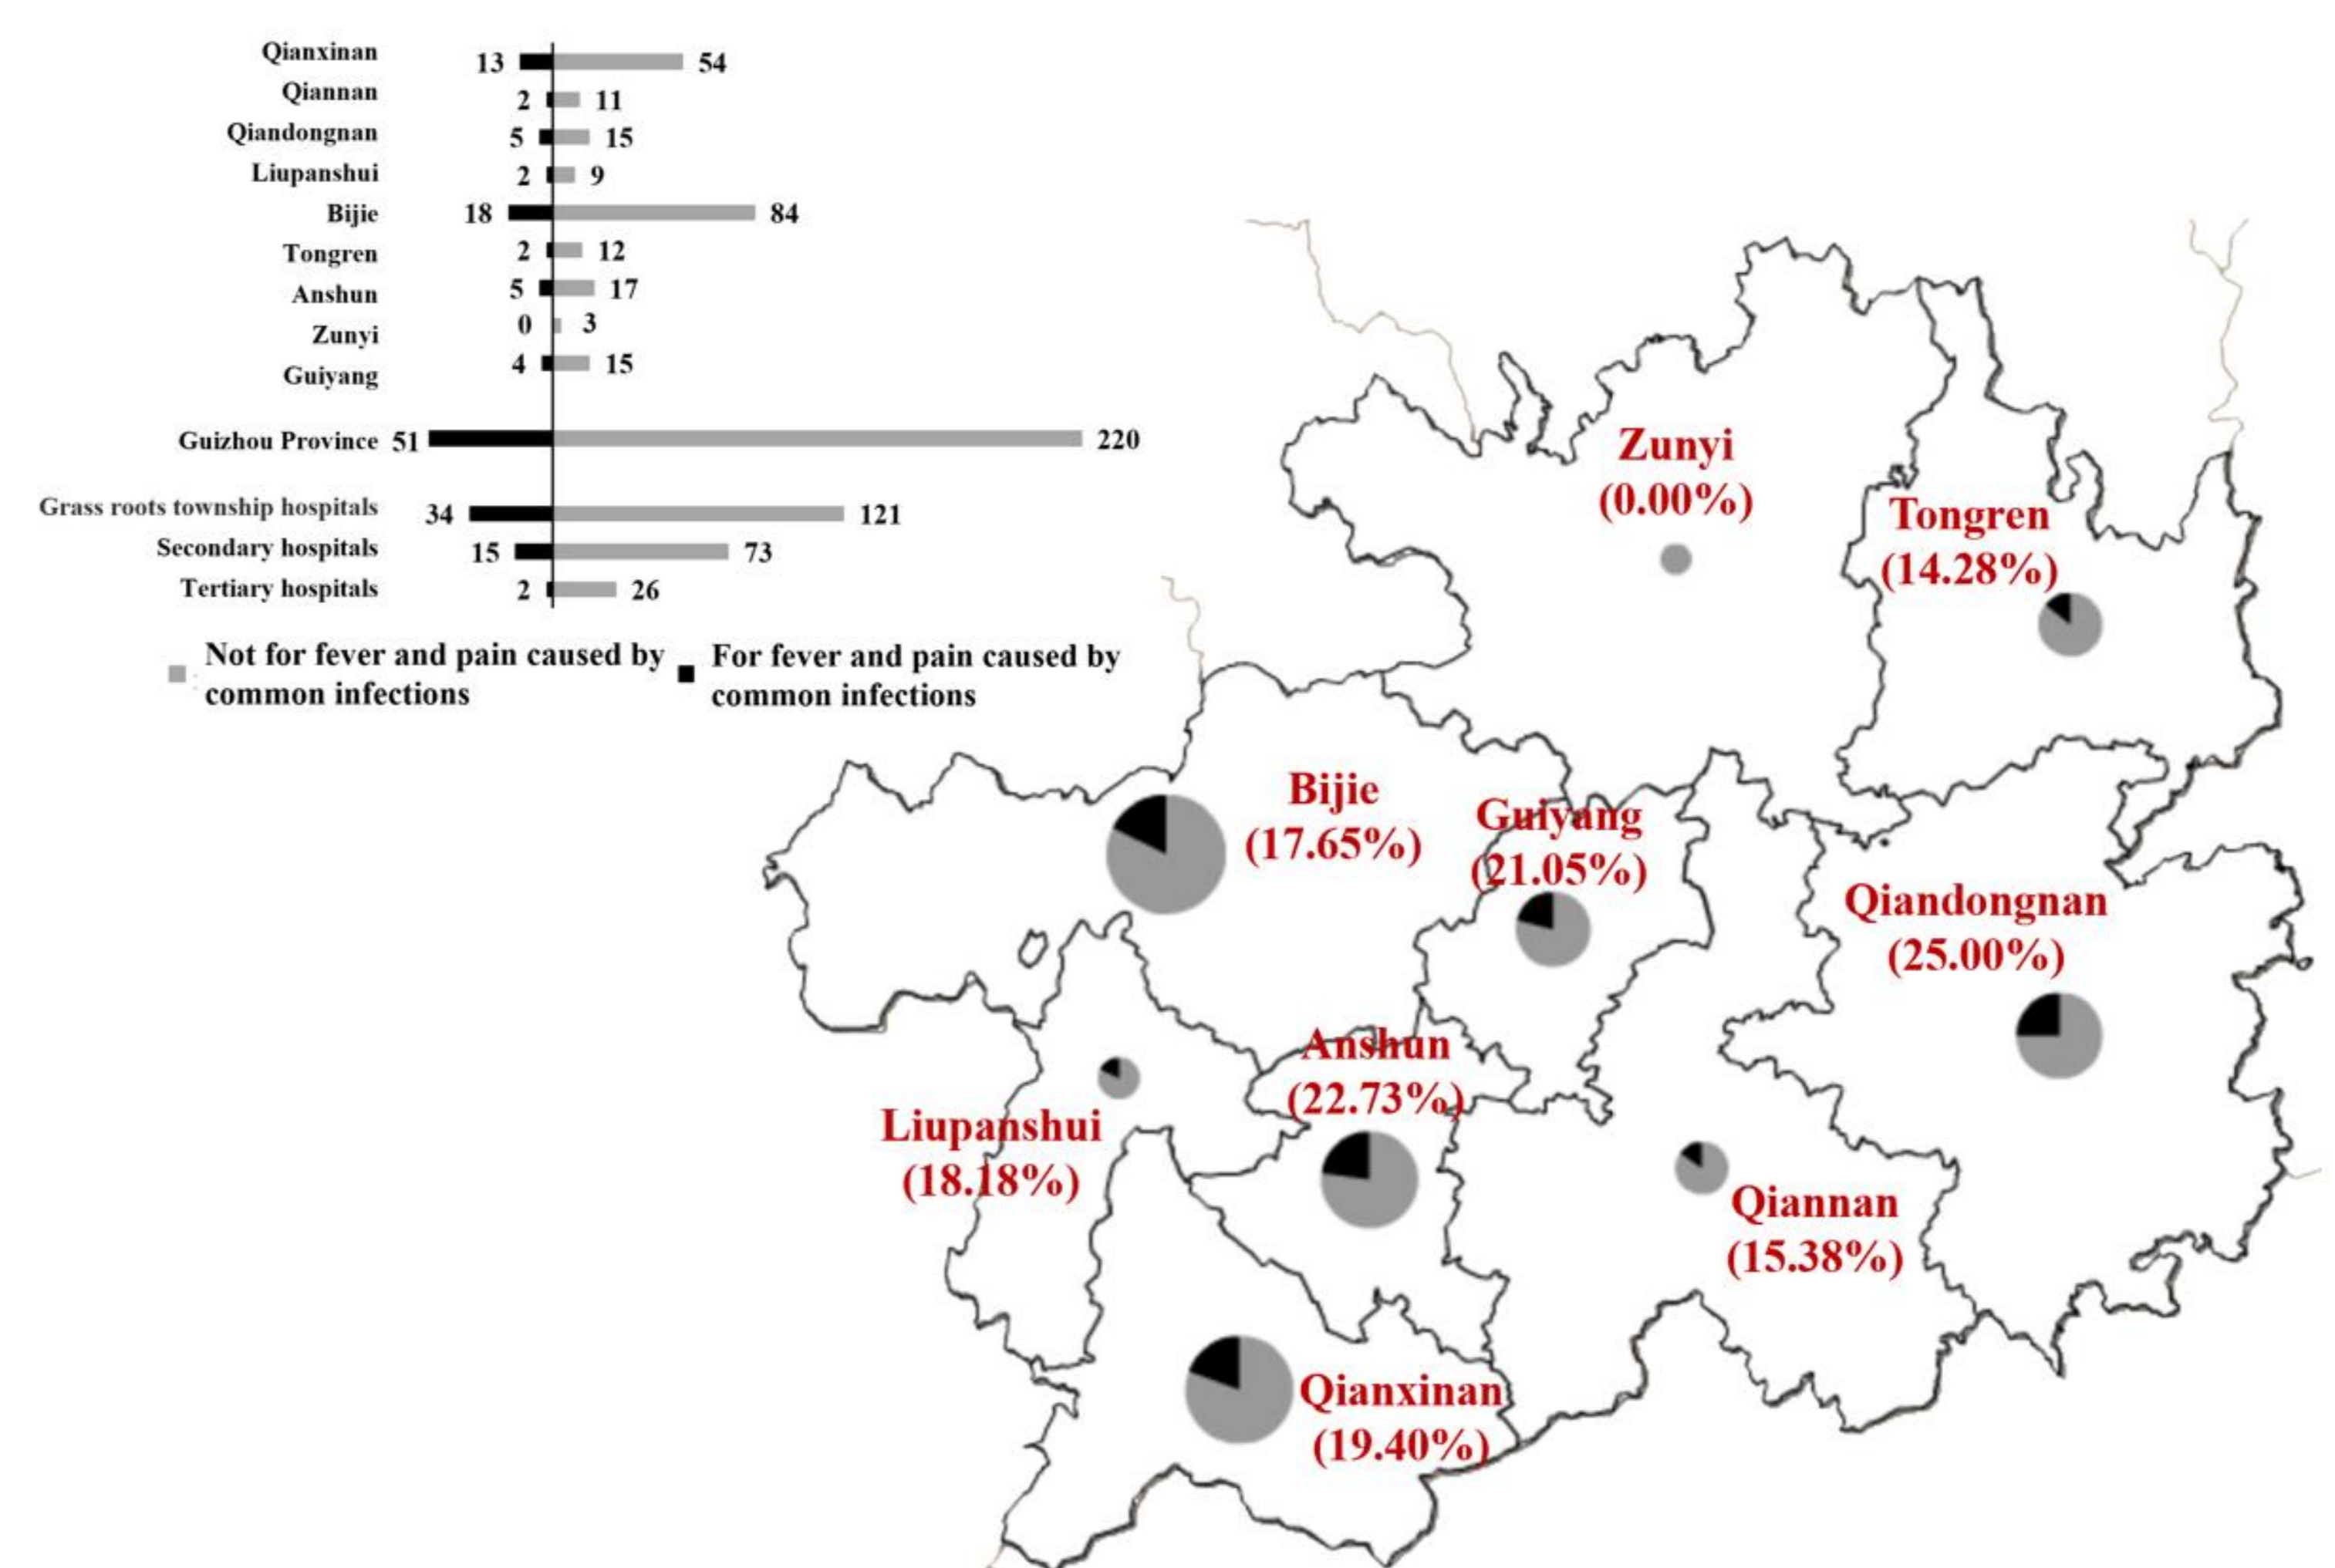 Qianxinan 13 54
Qiannan 2 11
Qiandongnan 5 15
Liupanshui 2 9
Bijie 18 84
Tongren 2 12
Anshun 5 17
Zunyi 0 3
Guiyang 4 15
Guizhou Province 51 220
Grass roots township hospitals 34 121
Secondary hospitals 15 73
Tertiary hospitals 2 26
Not for fever and pain caused by
common infections
For fever and pain caused by
common infections
Zunyi
(0.00%)
Tongren
(14.28%)
Bijie
(17.65%)
Guiyang
(21.05%)
Qiandongnan
(25.00%)
Anshun
(22.73%)
Liupanshui
(18.18%)
Qiannan
(15.38%)
Qianxinan
(19.40%)